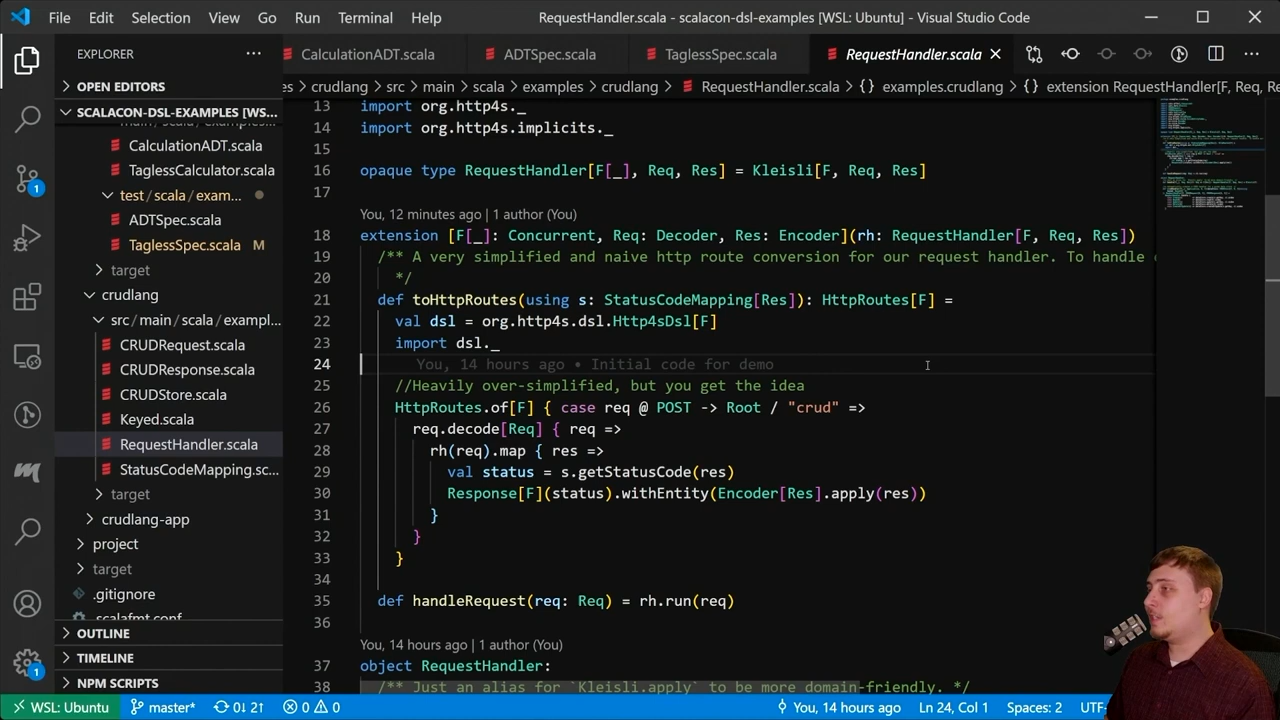 File Edit Selection View Go Run Terminal Help
RequestHandler.scala - scalacon-dsl-examples [WSL: Ubuntu] - Visual Studio Code
EXPLORER
OPEN EDITORS
SCALACON-DSL-EXAMPLES [WS...
CalculationADT.scala
TaglessCalculator.scala
test/scala/exam...
ADTSpec.scala
TaglessSpec.scala M
target
crudlang
src/main/scala/exampl...
CRUDRequest.scala
CRUDResponse.scala
CRUDStore.scala
Keyed.scala
RequestHandler.scala
StatusCodeMapping.sc...
target
crudlang-app
project
target
.gitignore
.scalafmt.conf
OUTLINE
TIMELINE
NPM SCRIPTS
1
1
CalculationADT.scala ADTSpec.scala TaglessSpec.scala RequestHandler.scala
es > crudlang > src > main > scala > examples > crudlang > RequestHandler.scala > {} examples.crudlang > {} extension RequestHandler[F, Req, Re
13 import org.http4s._
14 import org.http4s.implicits._
15
16 opaque type RequestHandler[F[_], Req, Res] = Kleisli[F, Req, Res]
17
You, 12 minutes ago | 1 author (You)
18 extension [F[_]: Concurrent, Req: Decoder, Res: Encoder](rh: RequestHandler[F, Req, Res])
19 /** A very simplified and naive http route conversion for our request handler. To handle
20 */
21 def toHttpRoutes(using s: StatusCodeMapping[Res]): HttpRoutes[F] =
22 val dsl = org.http4s.dsl.Http4sDsl[F]
23 import dsl._
24 You, 14 hours ago • Initial code for demo
25 //Heavily over-simplified, but you get the idea
26 HttpRoutes.of[F] { case req @ POST -> Root / "crud" =>
27 req.decode[Req] { req =>
28 rh(req).map { res =>
29 val status = s.getStatusCode(res)
30 Response[F](status).withEntity(Encoder[Res].apply(res))
31 }
32 }
33 }
34
35 def handleRequest(req: Req) = rh.run(req)
36
You, 14 hours ago | 1 author (You)
37 object RequestHandler:
38 /** Just an alias for `Kleisli.apply` to be more domain-friendly. */
WSL: Ubuntu master* 0↓ 2↑ 0 0 You, 14 hours ago Ln 24, Col 1 Spaces: 2 UTF-